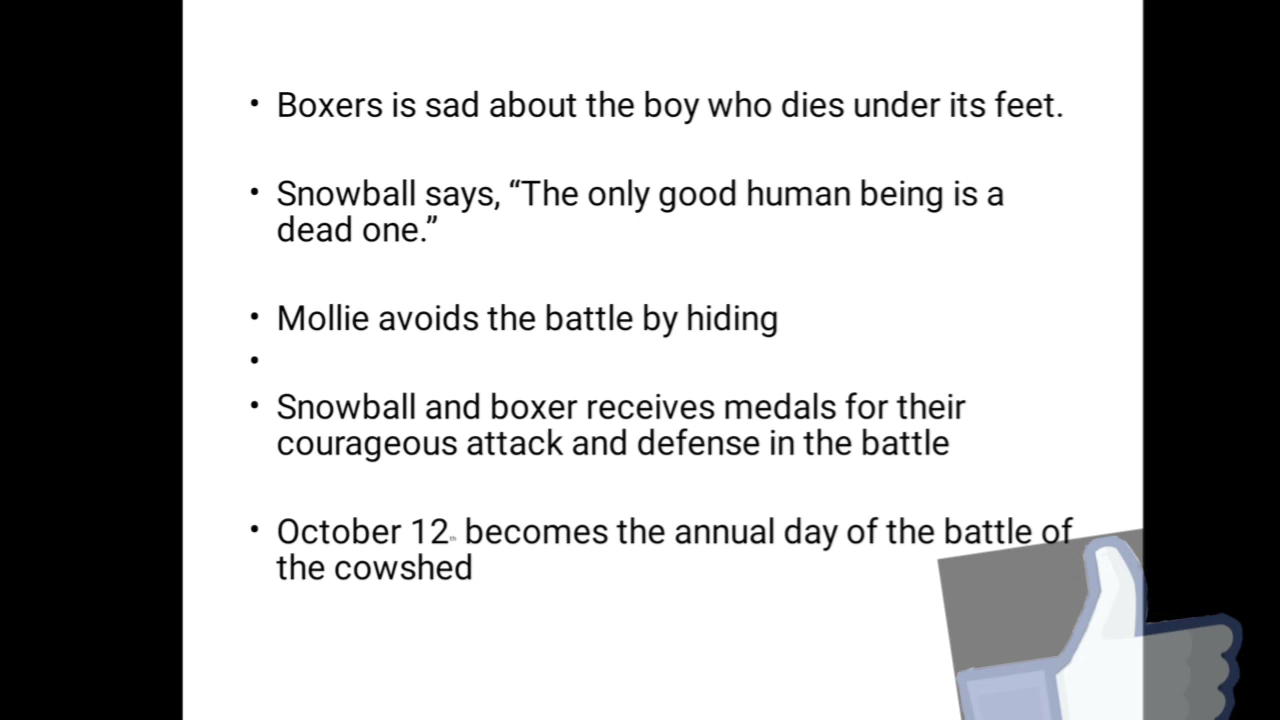 • Boxers is sad about the boy who dies under its feet.
• Snowball says, “The only good human being is a
dead one.”
• Mollie avoids the battle by hiding
•
• Snowball and boxer receives medals for their
courageous attack and defense in the battle
• October 12th becomes the annual day of the battle of
the cowshed